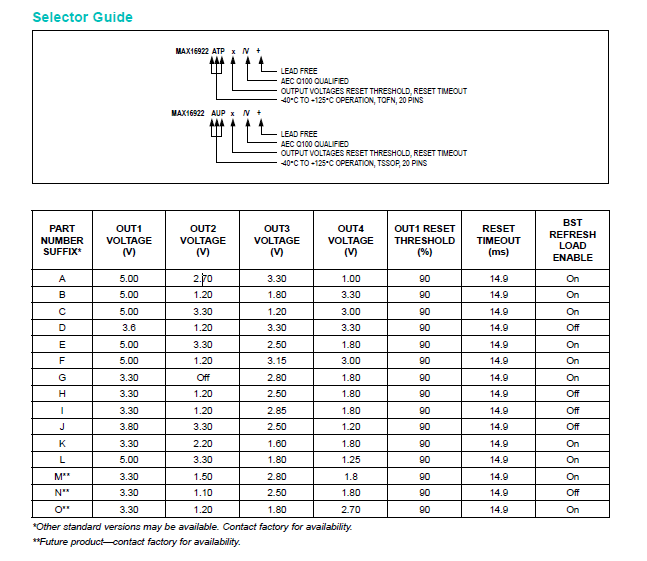 Selector Guide
MAX16922 ATP x /V +
LEAD FREE
AEC Q100 QUALIFIED
OUTPUT VOLTAGES RESET THRESHOLD, RESET TIMEOUT
-40°C TO +125°C OPERATION, TQFN, 20 PINS
MAX16922 AUP x /V +
LEAD FREE
AEC Q100 QUALIFIED
OUTPUT VOLTAGES RESET THRESHOLD, RESET TIMEOUT
-40°C TO +125°C OPERATION, TSSOP, 20 PINS
PART NUMBER SUFFIX* OUT1 VOLTAGE (V) OUT2 VOLTAGE (V) OUT3 VOLTAGE (V) OUT4 VOLTAGE (V) OUT1 RESET THRESHOLD (%) RESET TIMEOUT (ms) BST REFRESH LOAD ENABLE
A 5.00 2.70 3.30 1.00 90 14.9 On
B 5.00 1.20 1.80 3.30 90 14.9 On
C 5.00 3.30 1.20 3.00 90 14.9 On
D 3.6 1.20 3.30 3.30 90 14.9 Off
E 5.00 3.30 2.50 1.80 90 14.9 On
F 5.00 1.20 3.15 3.00 90 14.9 On
G 3.30 Off 2.80 1.80 90 14.9 On
H 3.30 1.20 2.50 1.80 90 14.9 Off
I 3.30 1.20 2.85 1.80 90 14.9 Off
J 3.80 3.30 2.50 1.20 90 14.9 Off
K 3.30 2.20 1.60 1.80 90 14.9 On
L 5.00 3.30 1.80 1.25 90 14.9 On
M** 3.30 1.50 2.80 1.8 90 14.9 On
N** 3.30 1.10 2.50 1.80 90 14.9 Off
O** 3.30 1.20 1.80 2.70 90 14.9 On
*Other standard versions may be available. Contact factory for availability.
**Future product—contact factory for availability.